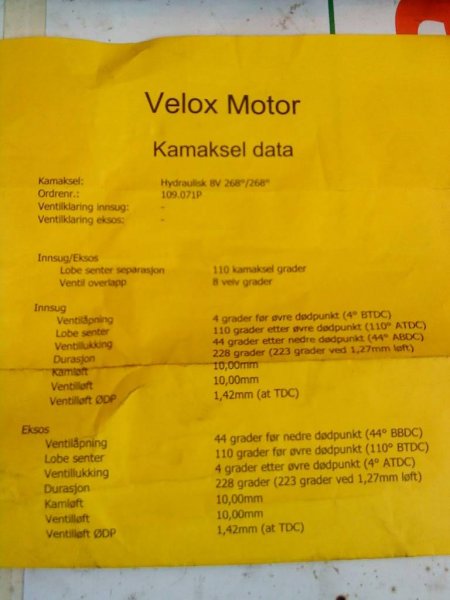 Velox Motor
Kamaksel data
Kamaksel: Hydraulisk 8V 268°/268°
Ordrenr.: 109.071P
Ventilklaring innsug: -
Ventilklaring eksos: -
Innsug/Eksos
Lobe senter separasjon 110 kamaksel grader
Ventil overlapp 8 veiv grader
Innsug
Ventilåpning 4 grader før øvre dødpunkt (4° BTDC)
Lobe senter 110 grader etter øvre dødpunkt (110° ATDC)
Ventillukking 44 grader etter nedre dødpunkt (44° ABDC)
Durasjon 228 grader (223 grader ved 1,27mm løft)
Kamløft 10,00mm
Ventilløft 10,00mm
Ventilløft ØDP 1,42mm (at TDC)
Eksos
Ventilåpning 44 grader før nedre dødpunkt (44° BBDC)
Lobe senter 110 grader før øvre dødpunkt (110° BTDC)
Ventillukking 4 grader etter øvre dødpunkt (4° ATDC)
Durasjon 228 grader (223 grader ved 1,27mm løft)
Kamløft 10,00mm
Ventilløft 10,00mm
Ventilløft ØDP 1,42mm (at TDC)